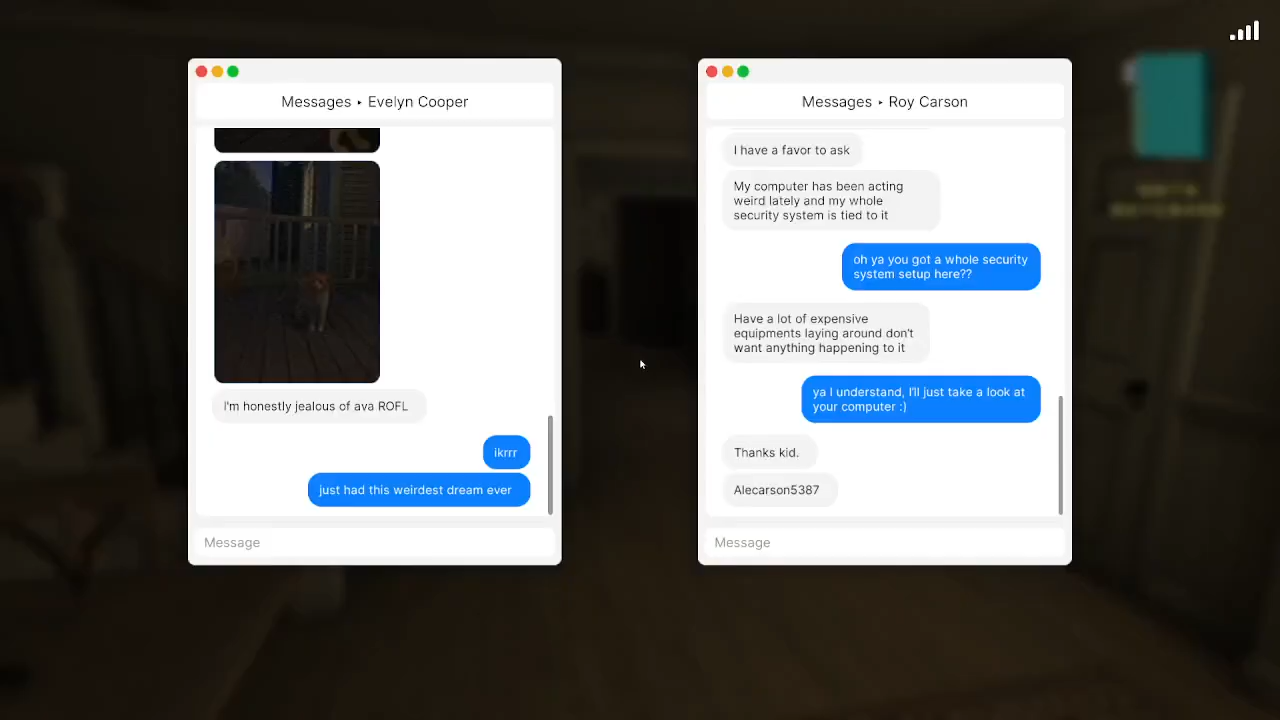 Messages ▸ Evelyn Cooper
I'm honestly jealous of ava ROFL
ikrrr
just had this weirdest dream ever
Message
Messages ▸ Roy Carson
I have a favor to ask
My computer has been acting
weird lately and my whole
security system is tied to it
oh ya you got a whole security
system setup here??
Have a lot of expensive
equipments laying around don't
want anything happening to it
ya I understand, I'll just take a look at
your computer :)
Thanks kid.
Alecarson5387
Message